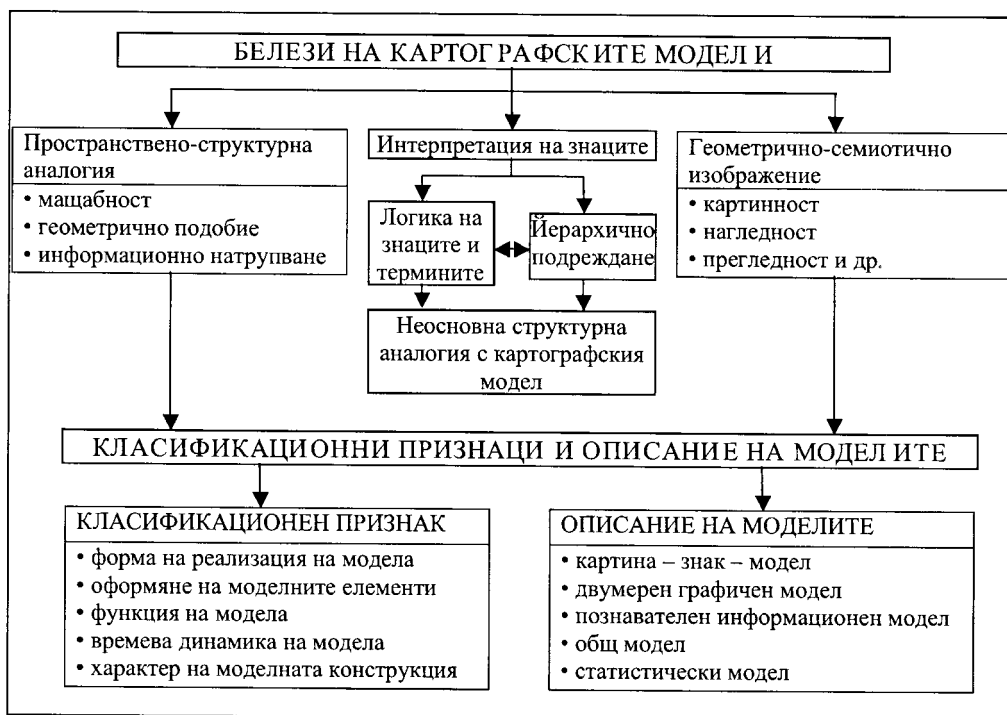 БЕЛЕЗИ НА КАРТОГРАФСКИТЕ МОДЕЛ И
Пространствено-структурна
аналогия
• мащабност
• геометрично подобие
• информационно натрупване
Интерпретация на знаците
Логика на
знаците и
термините
Йерархично
подреждане
Неосновна структурна
аналогия с картографския
модел
Геометрично-семиотично
изображение
• картинност
• нагледност
• прегледност и др.
КЛАСИФИКАЦИОННИ ПРИЗНАЦИ И ОПИСАНИЕ НА МОДЕЛ ИТЕ
КЛАСИФИКАЦИОНЕН ПРИЗНАК
• форма на реализация на модела
• оформяне на моделните елементи
• функция на модела
• времева динамика на модела
• характер на моделната конструкция
ОПИСАНИЕ НА МОДЕЛИТЕ
• картина – знак – модел
• двумерен графичен модел
• познавателен информационен модел
• общ модел
• статистически модел